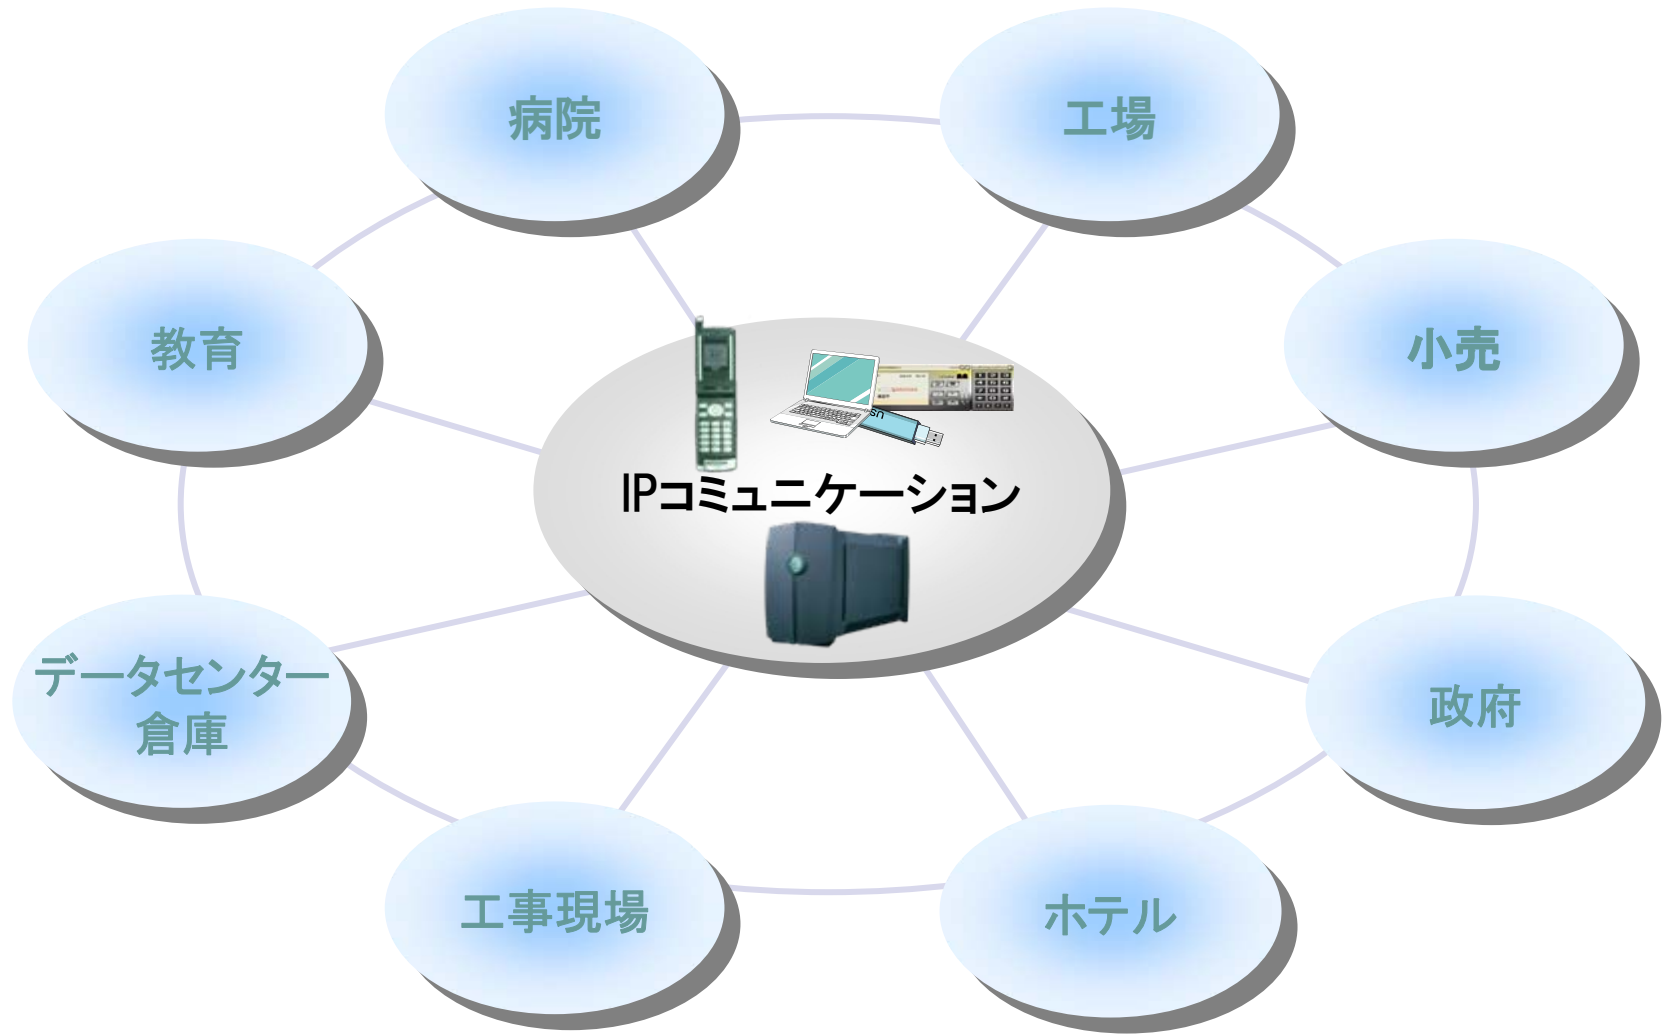 病院
工場
教育
小売
IPコミュニケーション
データセンター
倉庫
政府
工事現場
ホテル